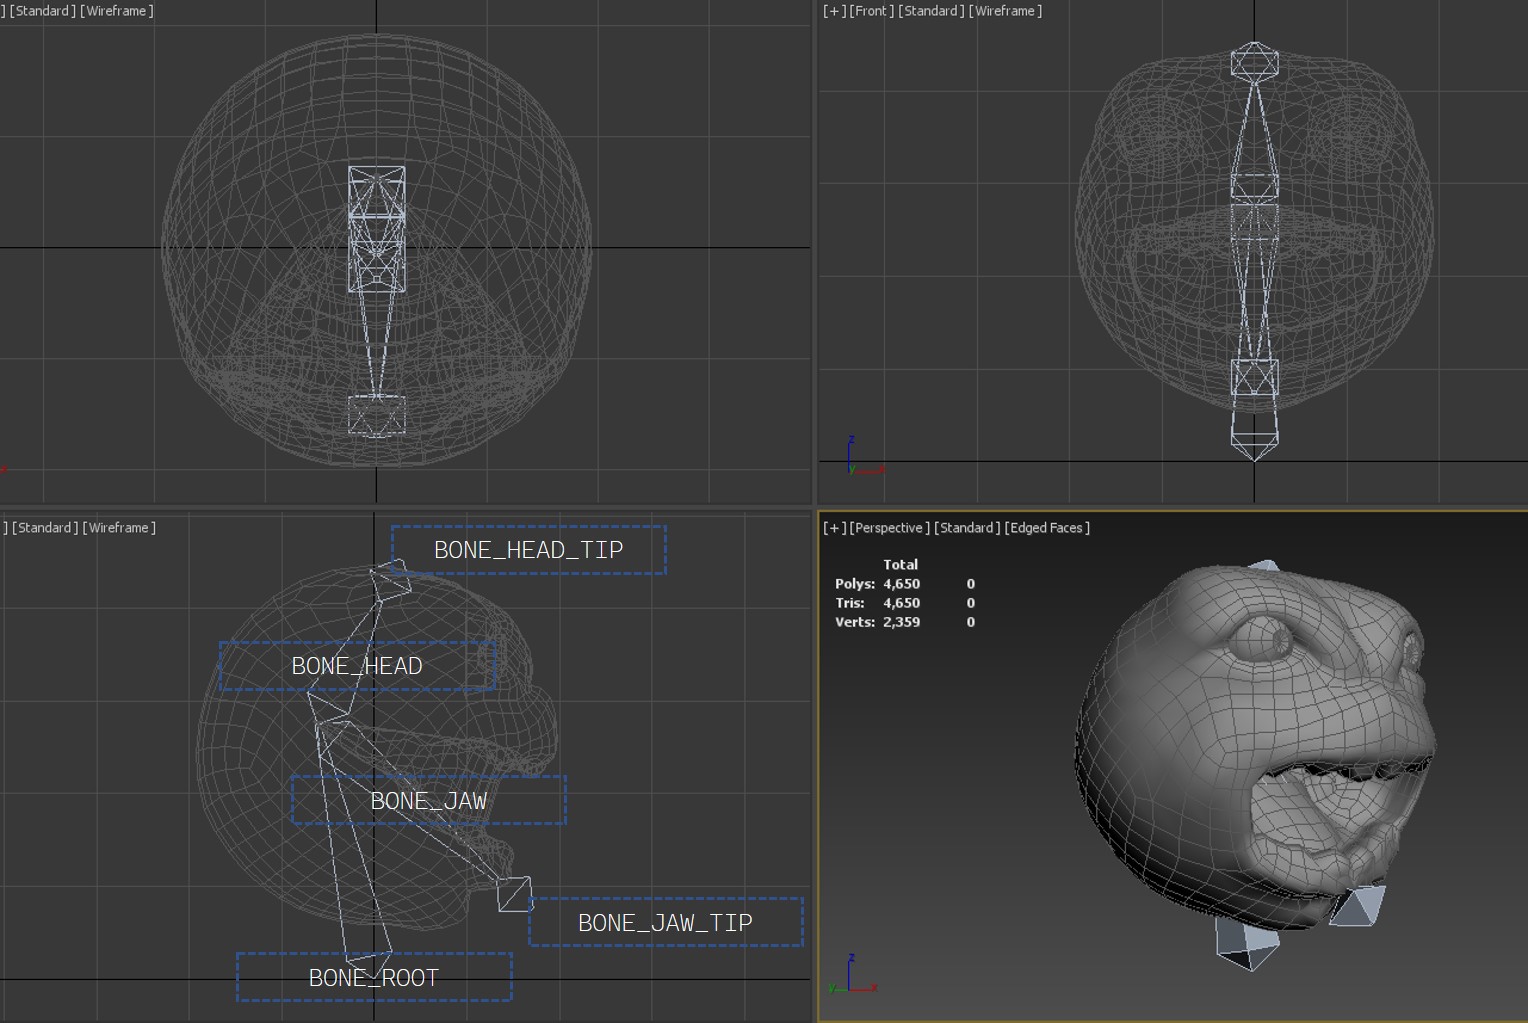 ] [Standard] [Wireframe]
[+] [Front] [Standard] [Wireframe]
x
z
y
x
] [Standard] [Wireframe]
BONE_HEAD_TIP
BONE_HEAD
BONE_JAW
BONE_JAW_TIP
BONE_ROOT
[+] [Perspective] [Standard] [Edged Faces]
Total
Polys: 4,650 0
Tris: 4,650 0
Verts: 2,359 0
z
y
x